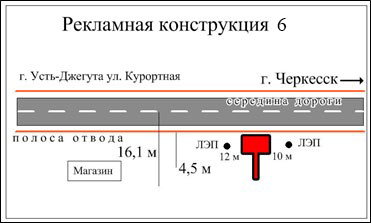 Рекламная конструкция 6
г. Усть-Джегута ул. Курортная
г. Черкесск
середина дороги
полоса отвода
ЛЭП
ЛЭП
16,1 м
12 м
10 м
Магазин
4,5 м